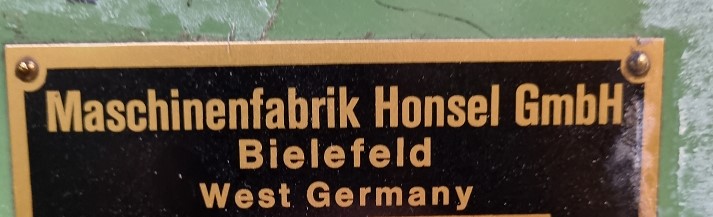 Maschinenfabrik Honsel GmbH
Bielefeld
West Germany